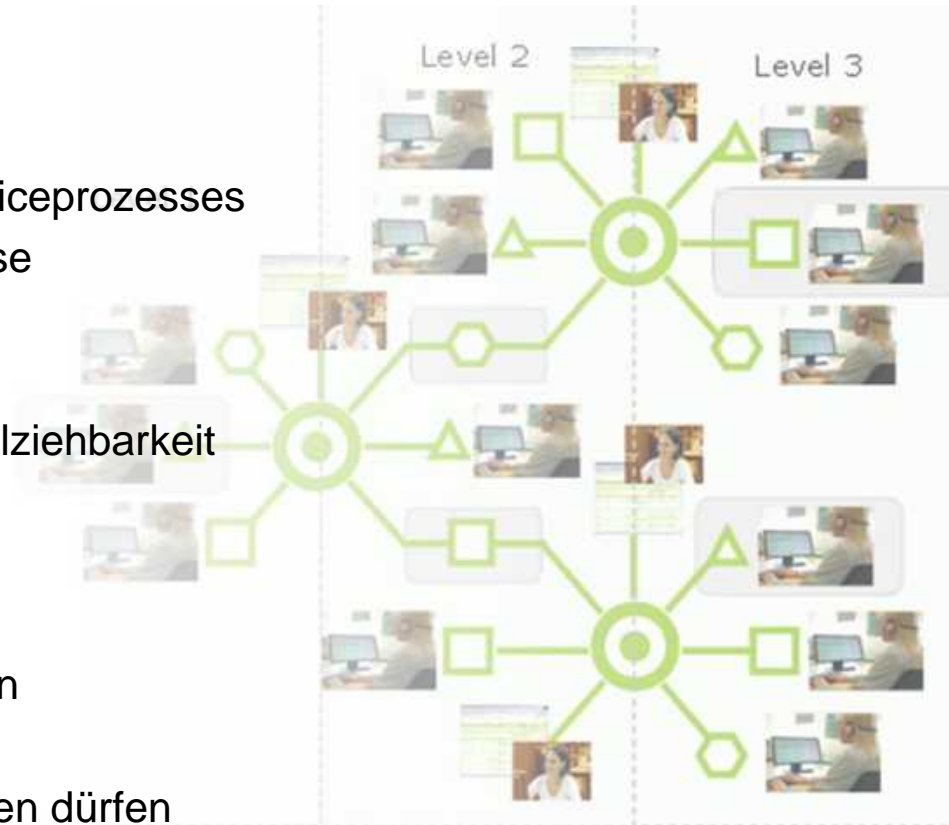 Level 2
Level 3
iceprozesses
se
lziehbarkeit
n
en dürfen